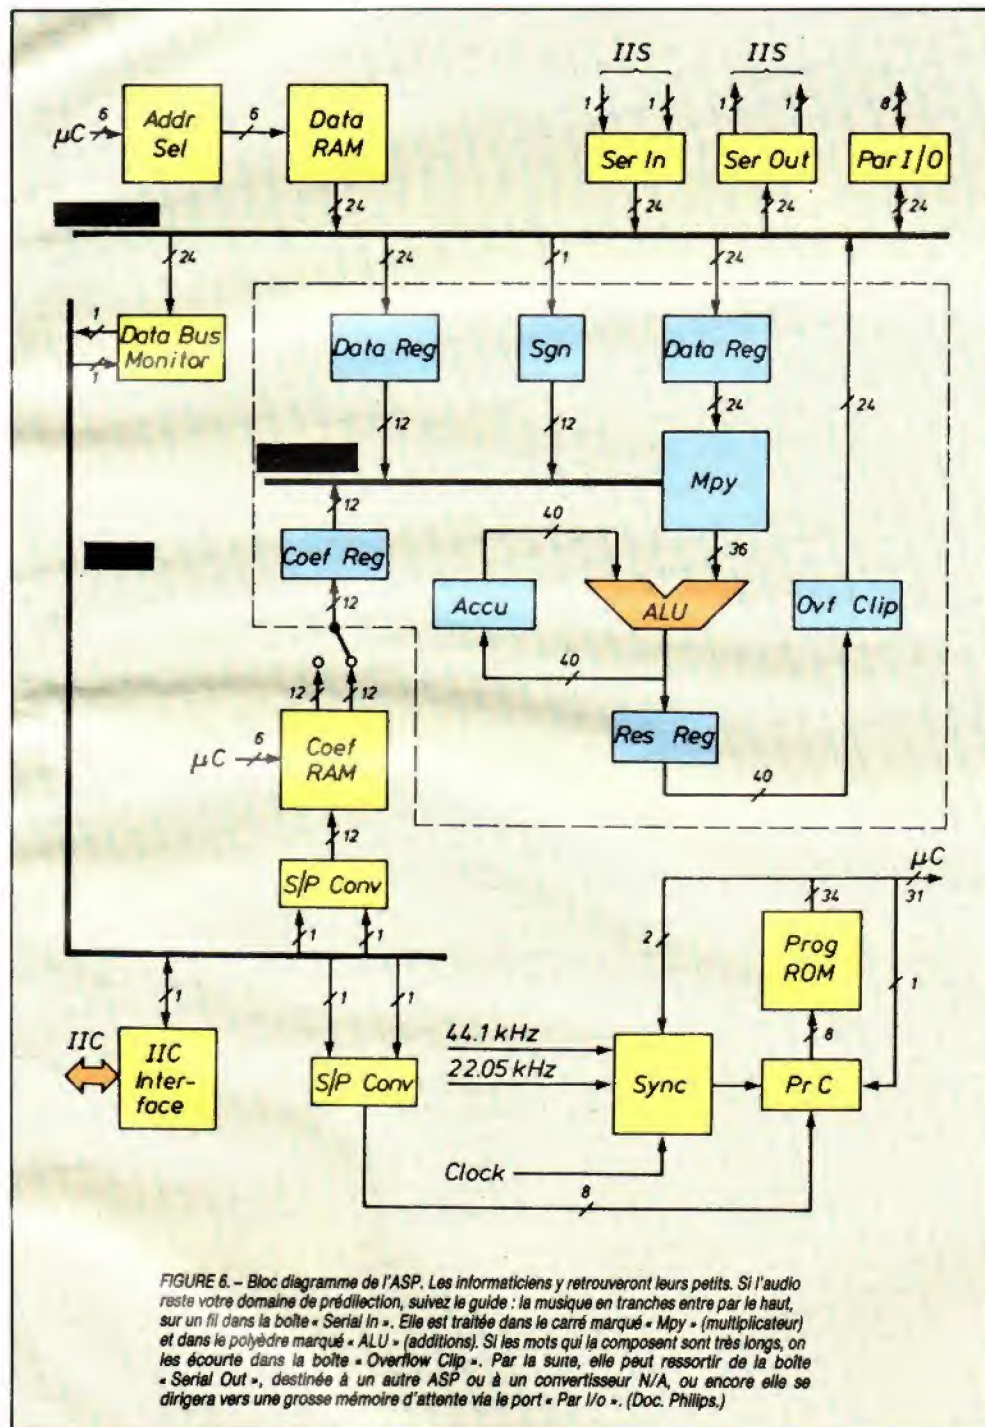 IIS
IIS
1
1
1
1
8
μC
6
Addr
Sel
6
Data
RAM
Ser In
Ser Out
Par I/O
24
24
24
24
24
24
1
24
1
Data Bus
Monitor
1
Data Reg
Sgn
Data Reg
12
12
24
24
Mpy
12
40
36
Coef Reg
Accu
ALU
Ovf Clip
12
40
12
12
Res Reg
μC
6
Coef
RAM
40
12
S/P Conv
μC
34
31
1
1
2
Prog
ROM
1
1
1
1
IIC
IIC
Inter-
face
44.1 kHz
22.05 kHz
8
S/P Conv
Sync
PrC
Clock
8
FIGURE 6. – Bloc diagramme de l'ASP. Les informaticiens y retrouveront leurs petits. Si l'audio
reste votre domaine de prédilection, suivez le guide : la musique en tranches entre par le haut,
sur un fil dans la boîte « Serial In ». Elle est traitée dans le carré marqué « Mpy » (multiplicateur)
et dans le polyèdre marqué « ALU » (additions). Si les mots qui la composent sont très longs, on
les écourte dans la boîte « Overflow Clip ». Par la suite, elle peut ressortir de la boîte
« Serial Out », destinée à un autre ASP ou à un convertisseur N/A, ou encore elle se
dirigera vers une grosse mémoire d'attente via le port « Par I/o ». (Doc. Philips.)